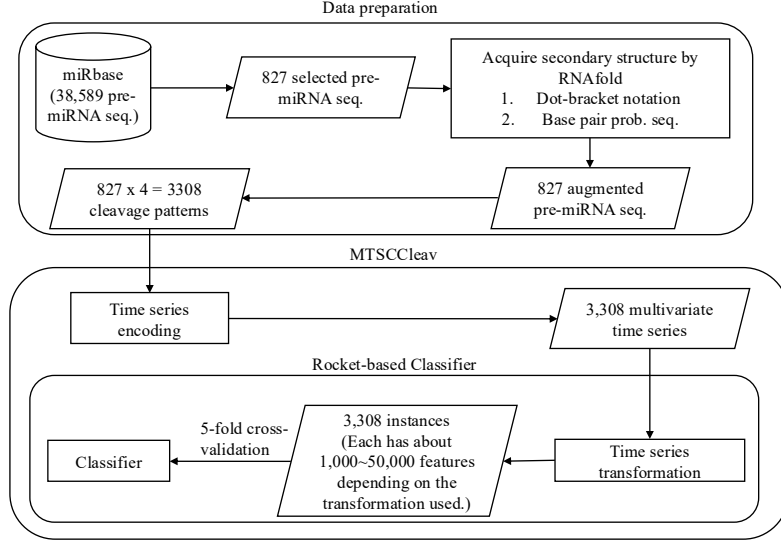 Data preparation
miRbase
(38,589 pre-
miRNA seq.)
827 selected pre-
miRNA seq.
Acquire secondary structure by
RNAfold
1. Dot-bracket notation
2. Base pair prob. seq.
827 x 4 = 3308
cleavage patterns
827 augmented
pre-miRNA seq.
MTSCCleav
Time series
encoding
3,308 multivariate
time series
Rocket-based Classifier
5-fold cross-
validation
Classifier
3,308 instances
(Each has about
1,000~50,000 features
depending on the
transformation used.)
Time series
transformation